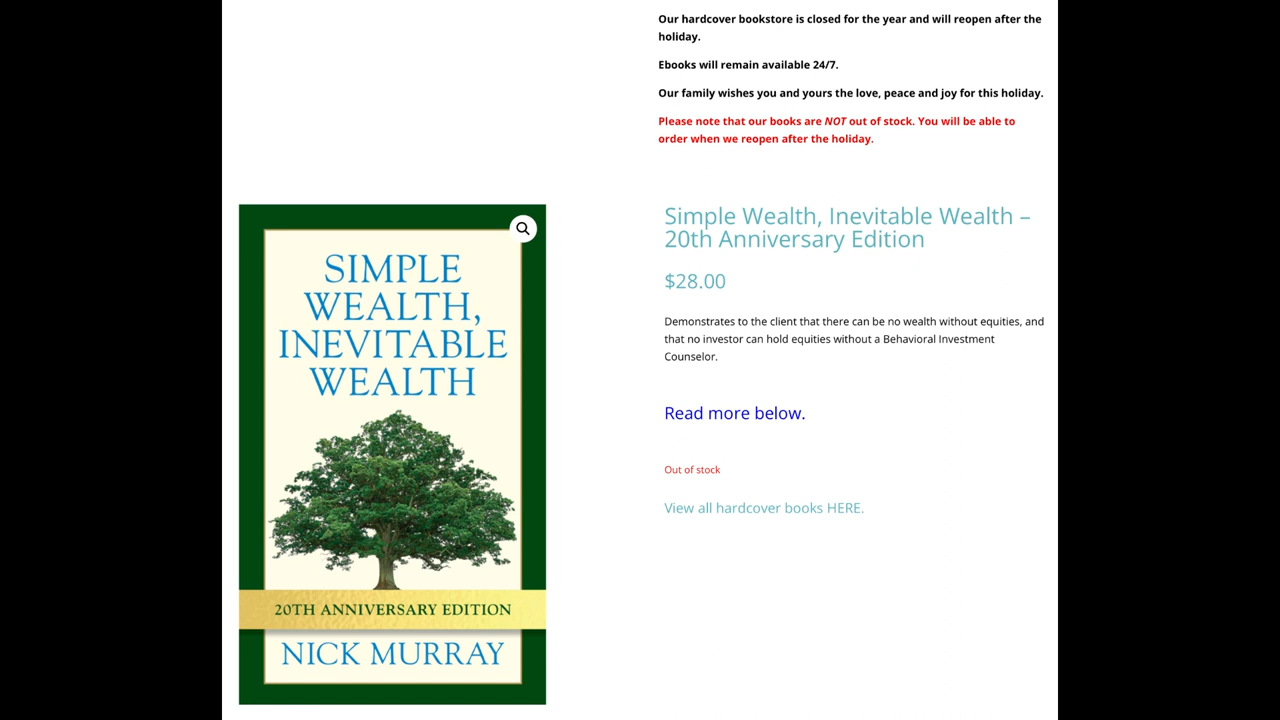 Our hardcover bookstore is closed for the year and will reopen after the
holiday.
Ebooks will remain available 24/7.
Our family wishes you and yours the love, peace and joy for this holiday.
Please note that our books are NOT out of stock. You will be able to
order when we reopen after the holiday.
SIMPLE
WEALTH,
INEVITABLE
WEALTH
20TH ANNIVERSARY EDITION
NICK MURRAY
Simple Wealth, Inevitable Wealth –
20th Anniversary Edition
$28.00
Demonstrates to the client that there can be no wealth without equities, and
that no investor can hold equities without a Behavioral Investment
Counselor.
Read more below.
Out of stock
View all hardcover books HERE.